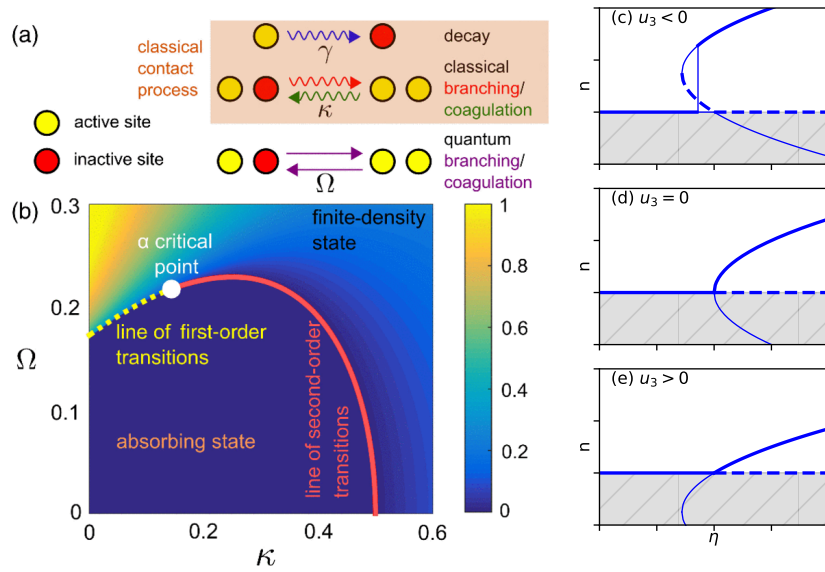 (a)
classical
contact
process
γ
decay
κ
classical
branching/
coagulation
active site
inactive site
Ω
quantum
branching/
coagulation
(b)
0.3
0.2
0.1
0
Ω
α critical
point
finite-density
state
line of first-order
transitions
line of second-order
transitions
absorbing state
0
0.2
0.4
0.6
κ
1
0.8
0.6
0.4
0.2
0
(c) u₃ < 0
n
(d) u₃ = 0
n
(e) u₃ > 0
n
η